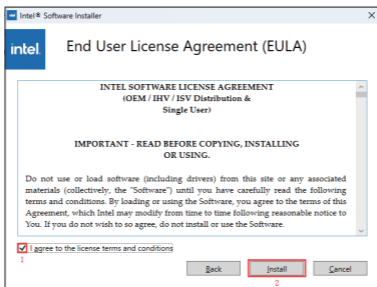 Intel® Software Installer
intel.
End User License Agreement (EULA)
INTEL SOFTWARE LICENSE AGREEMENT
(OEM / IHV / ISV Distribution &
Single User)
IMPORTANT - READ BEFORE COPYING, INSTALLING
OR USING.
Do not use or load software (including drivers) from this site or any associated
materials (collectively, the "Software") until you have carefully read the following
terms and conditions. By loading or using the Software, you agree to the terms of this
Agreement, which Intel may modify from time to time following reasonable notice to
You. If you do not wish to so agree, do not install or use the Software.
I agree to the license terms and conditions
1
Back Install Cancel
2